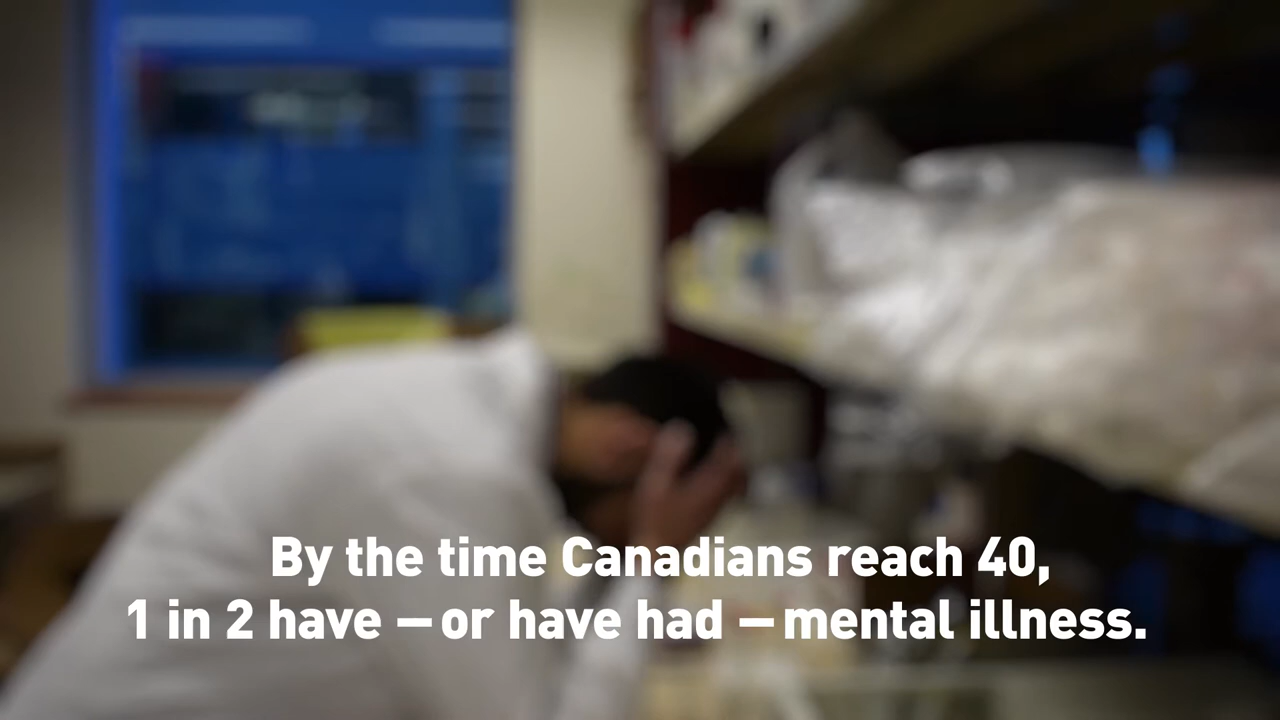 By the time Canadians reach 40,
1 in 2 have — or have had — mental illness.